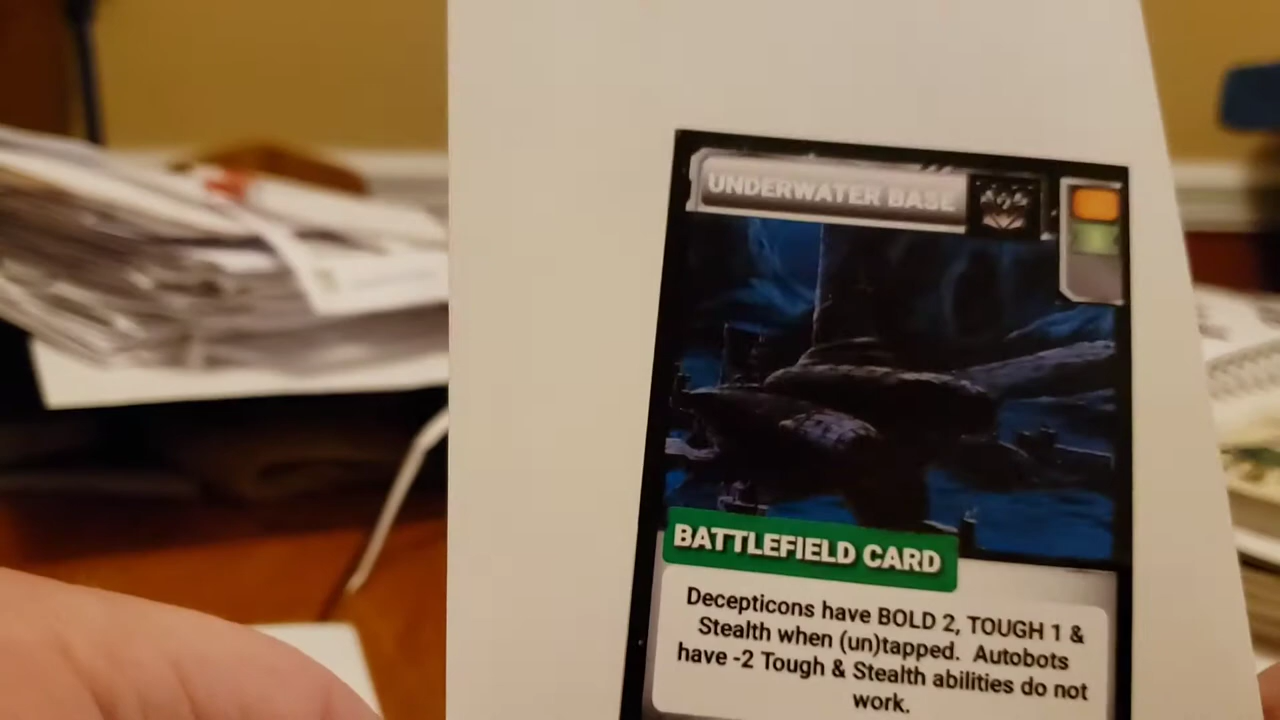 UNDERWATER BASE
BATTLEFIELD CARD
Decepticons have BOLD 2, TOUGH 1 &
Stealth when (un)tapped. Autobots
have -2 Tough & Stealth abilities do not
work.